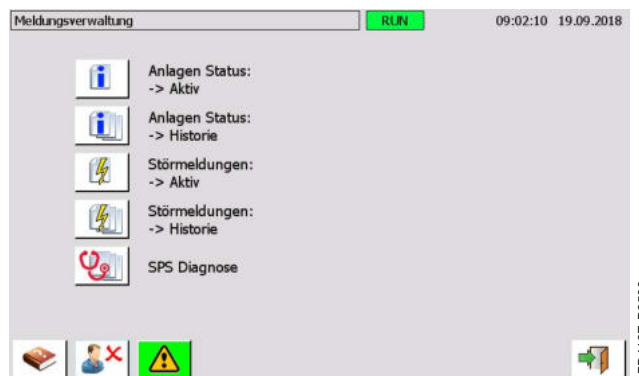 Meldungsverwaltung
RUN
09:02:10 19.09.2018
Anlagen Status:
-> Aktiv
Anlagen Status:
-> Historie
Störmeldungen:
-> Aktiv
Störmeldungen:
-> Historie
SPS Diagnose